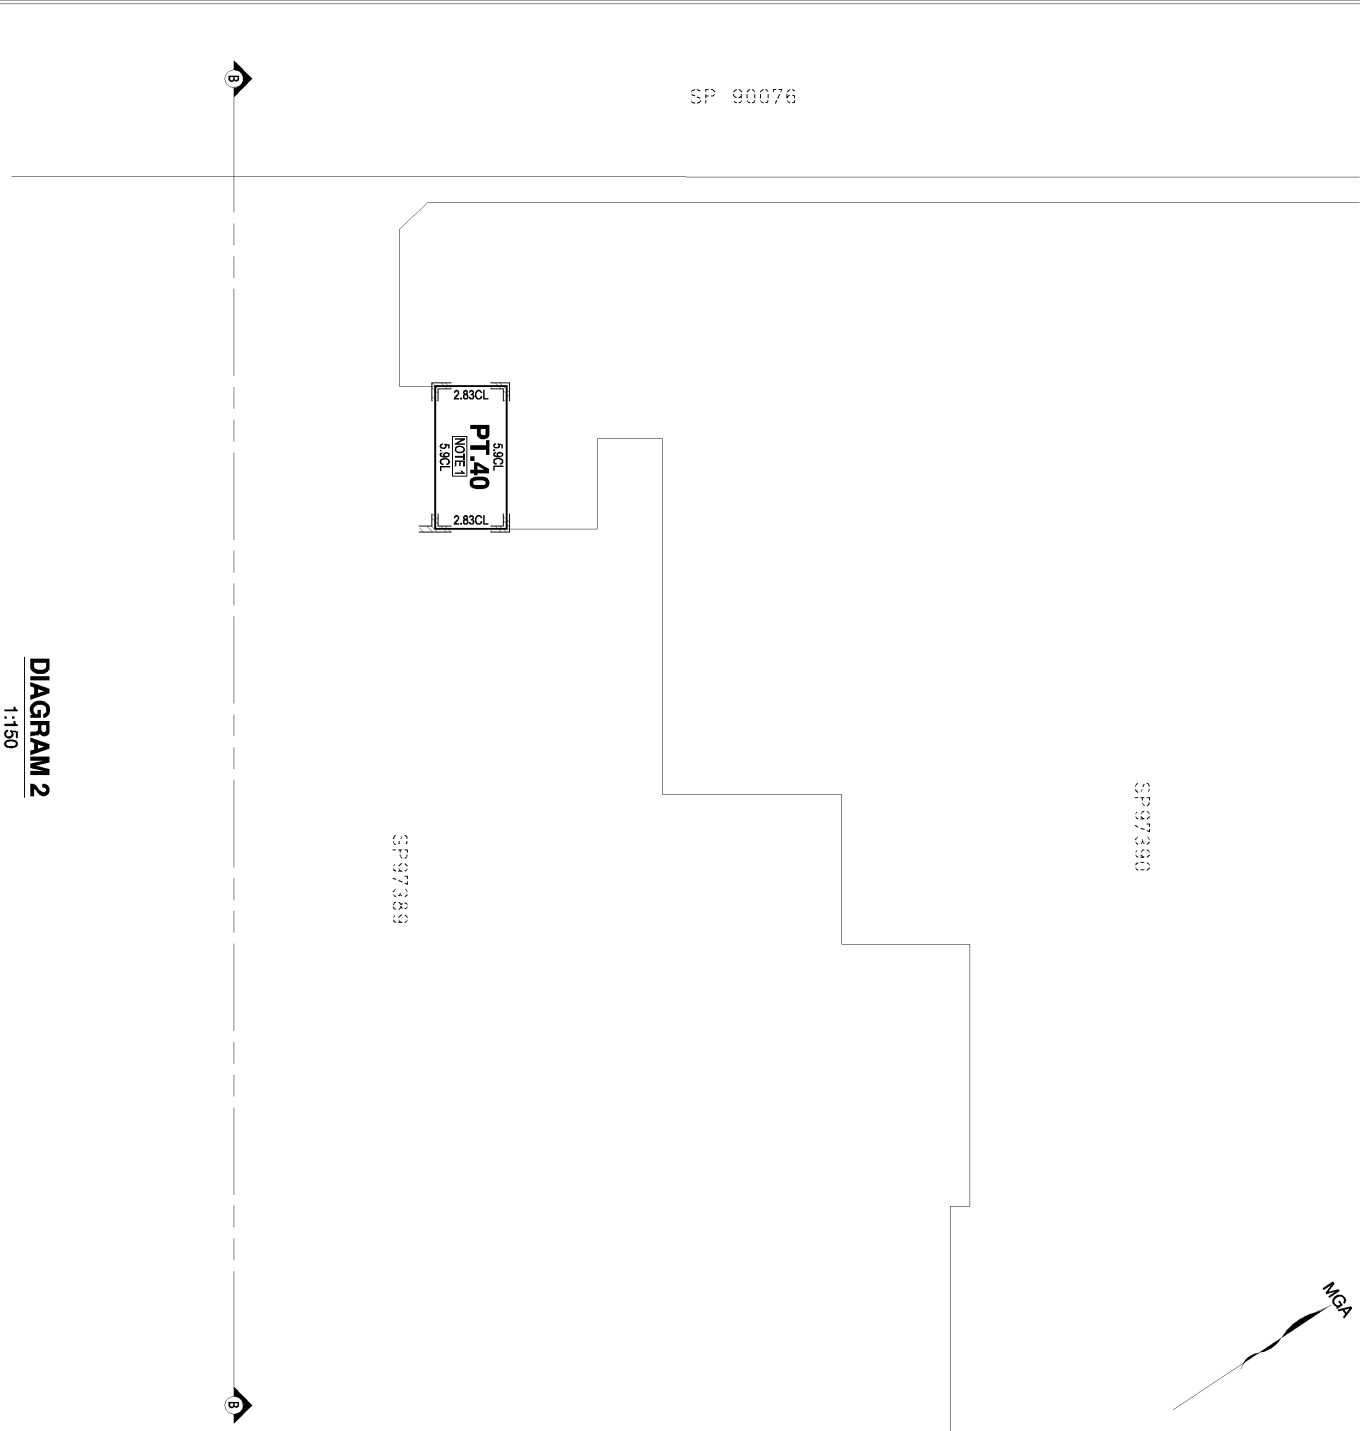 B
SP 90076
2.83CL
5.9CL
PT.40
NOTE 1
5.9CL
2.83CL
SP97390
SP97389
DIAGRAM 2
1:150
MGA
B